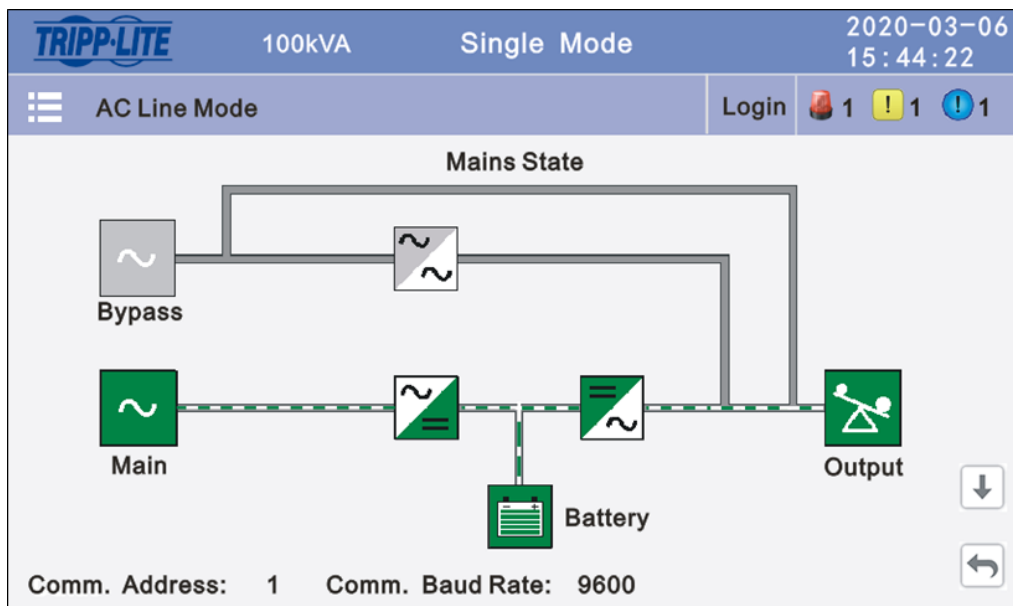 TRIPP·LITE 100kVA Single Mode 2020-03-06
15:44:22
AC Line Mode Login 1 ! 1 ! 1
Mains State
Bypass
Main
Output
Battery
Comm. Address: 1 Comm. Baud Rate: 9600